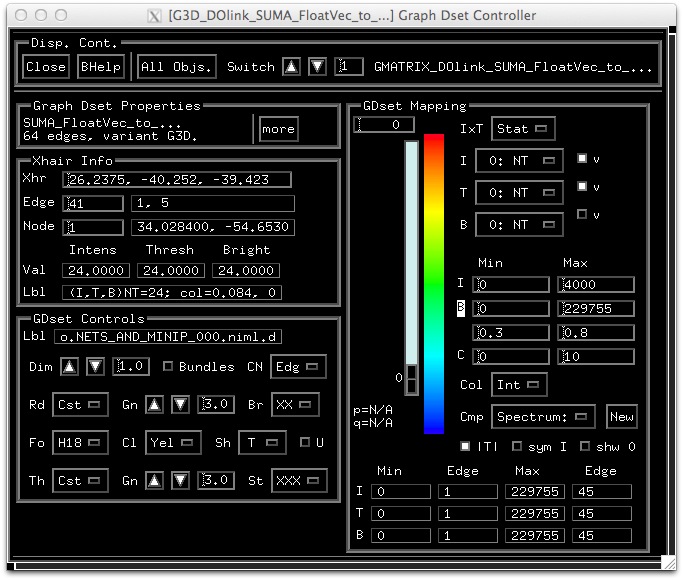 [G3D_DOlink_SUMA_FloatVec_to_...] Graph Dset Controller
Disp. Cont.
Close BHelp All Objs. Switch 1 GMATRIX_DOlink_SUMA_FloatVec_to_...
Graph Dset Properties
SUMA_FloatVec_to_...
64 edges, variant G3D.
more
Xhair Info
Xhr 26.2375, -40.252, -39.423
Edge 41 1, 5
Node 1 34.028400, -54.6530
Intens Thresh Bright
Val 24.0000 24.0000 24.0000
Lbl (I,T,B)NT=24; col=0.084, 0
GDset Controls
Lbl o.NETS_AND_MINIP_000.niml.d
Dim 1.0 Bundles CN Edg
Rd Cst Gn 3.0 Br XX
Fo H18 Cl Yel Sh T U
Th Cst Gn 3.0 St XXX
GDset Mapping
0
0
p=N/A
q=N/A
IxT Stat
I 0: NT v
T 0: NT v
B 0: NT v
Min Max
I 0 4000
B 0 229755
0.3 0.8
C 0 10
Col Int
Cmp Spectrum: New
|T| sym I shw 0
Min Edge Max Edge
I 0 1 229755 45
T 0 1 229755 45
B 0 1 229755 45